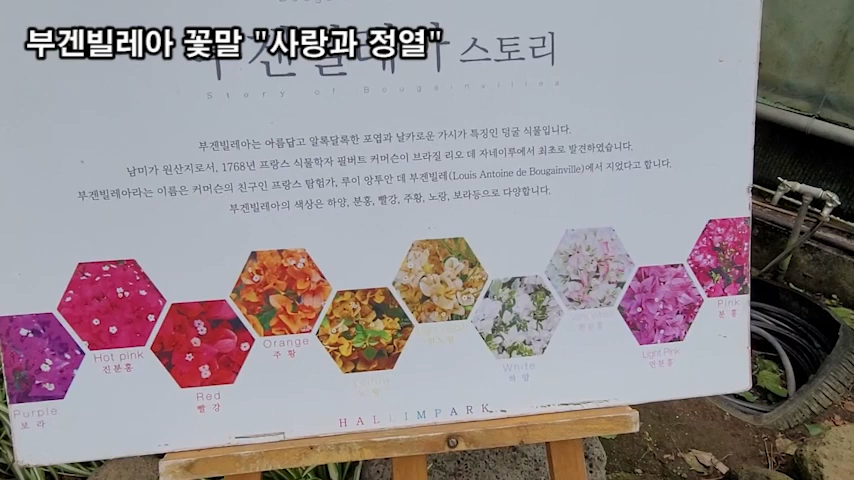 부겐빌레아 꽃말 "사랑과 정열"
스토리
Story of Bougainvillea
부겐빌레아는 아름답고 알록달록한 포엽과 날카로운 가시가 특징인 덩굴 식물입니다.
남미가 원산지로서, 1768년 프랑스 식물학자 필버트 커머슨이 브라질 리오 데 자네이루에서 최초로 발견하였습니다.
부겐빌레아라는 이름은 커머슨의 친구인 프랑스 탐험가, 루이 앙투안 데 부겐빌레(Louis Antoine de Bougainville)에서 지었다고 합니다.
부겐빌레아의 색상은 하양, 분홍, 빨강, 주황, 노랑, 보라등으로 다양합니다.
Pink
분홍
Orange
주황
Hot pink
진분홍
Light Pink
연분홍
White
하양
Red
빨강
Purple
보라
HALLIMPARK